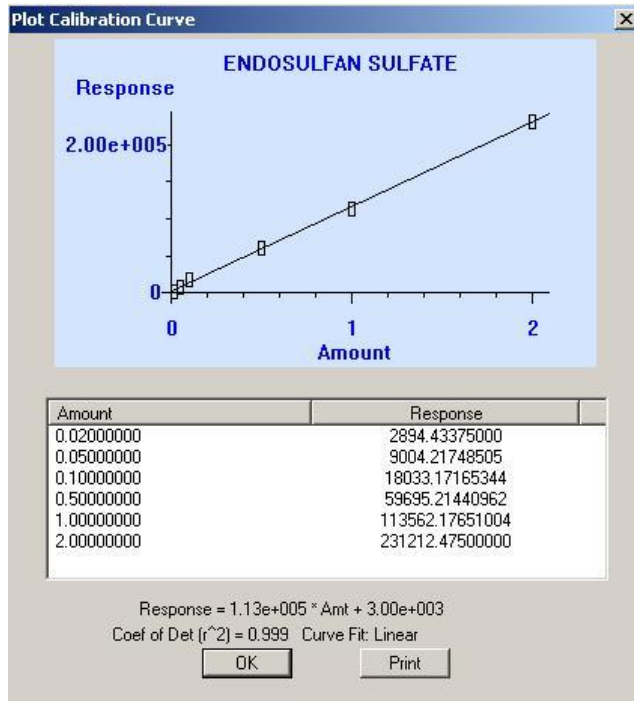 Plot Calibration Curve
ENDOSULFAN SULFATE
Response
2.00e+005
0
0 1 2
Amount
Amount Response
0.02000000 2894.43375000
0.05000000 9004.21748505
0.10000000 18033.17165344
0.50000000 59695.21440962
1.00000000 113562.17651004
2.00000000 231212.47500000
Response = 1.13e+005 * Amt + 3.00e+003
Coef of Det (r^2) = 0.999 Curve Fit: Linear
OK Print